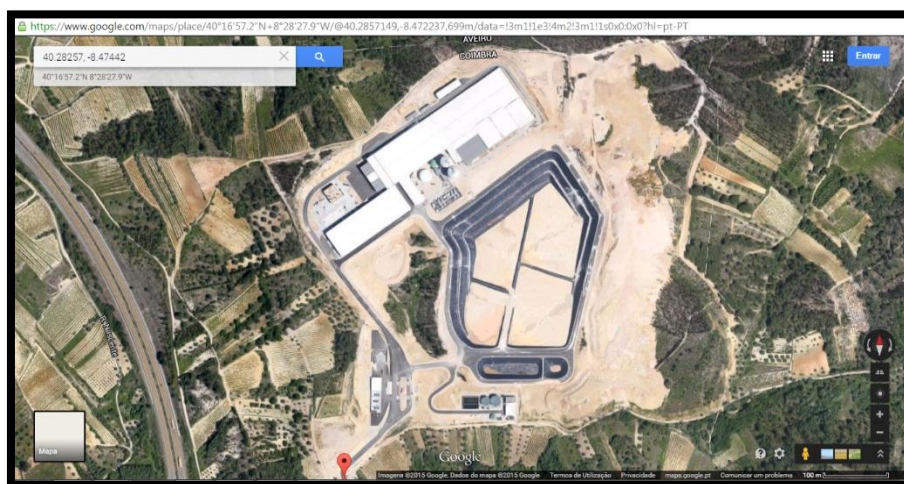 https://www.google.com/maps/place/40°16'57.2"N+8°28'27.9"W/@40.2857149,-8.472237,699m/data=!3m1!1e3!4m2!3m1!1s0x0:0x0?hl=pt-PT
AVEIRO
COIMBRA
40.28257, -8.47442
40°16'57.2"N 8°28'27.9"W
Entrar
Mapa
Google
Imagens ©2015 Google, Dados do mapa ©2015 Google Termos de Utilização Privacidade maps.google.pt Comunicar um problema 100 m